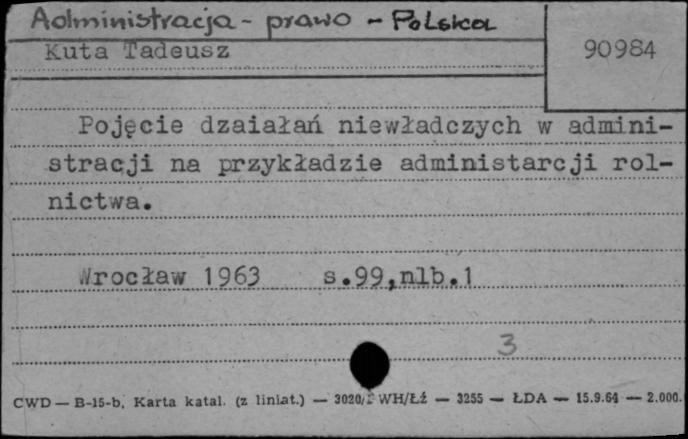 Administracja - prawo - Polska
Kuta Tadeusz
90984
Pojęcie dzaiałań niewładczych w admini-
stracji na przykładzie administarcji rol-
nictwa.
Wrocław 1963 s.99,nlb.1
3
CWD — B-15-b, Karta katal. (z liniat.) — WH/Łź — 3255 — ŁDA — 15.9.64 — 2.000.